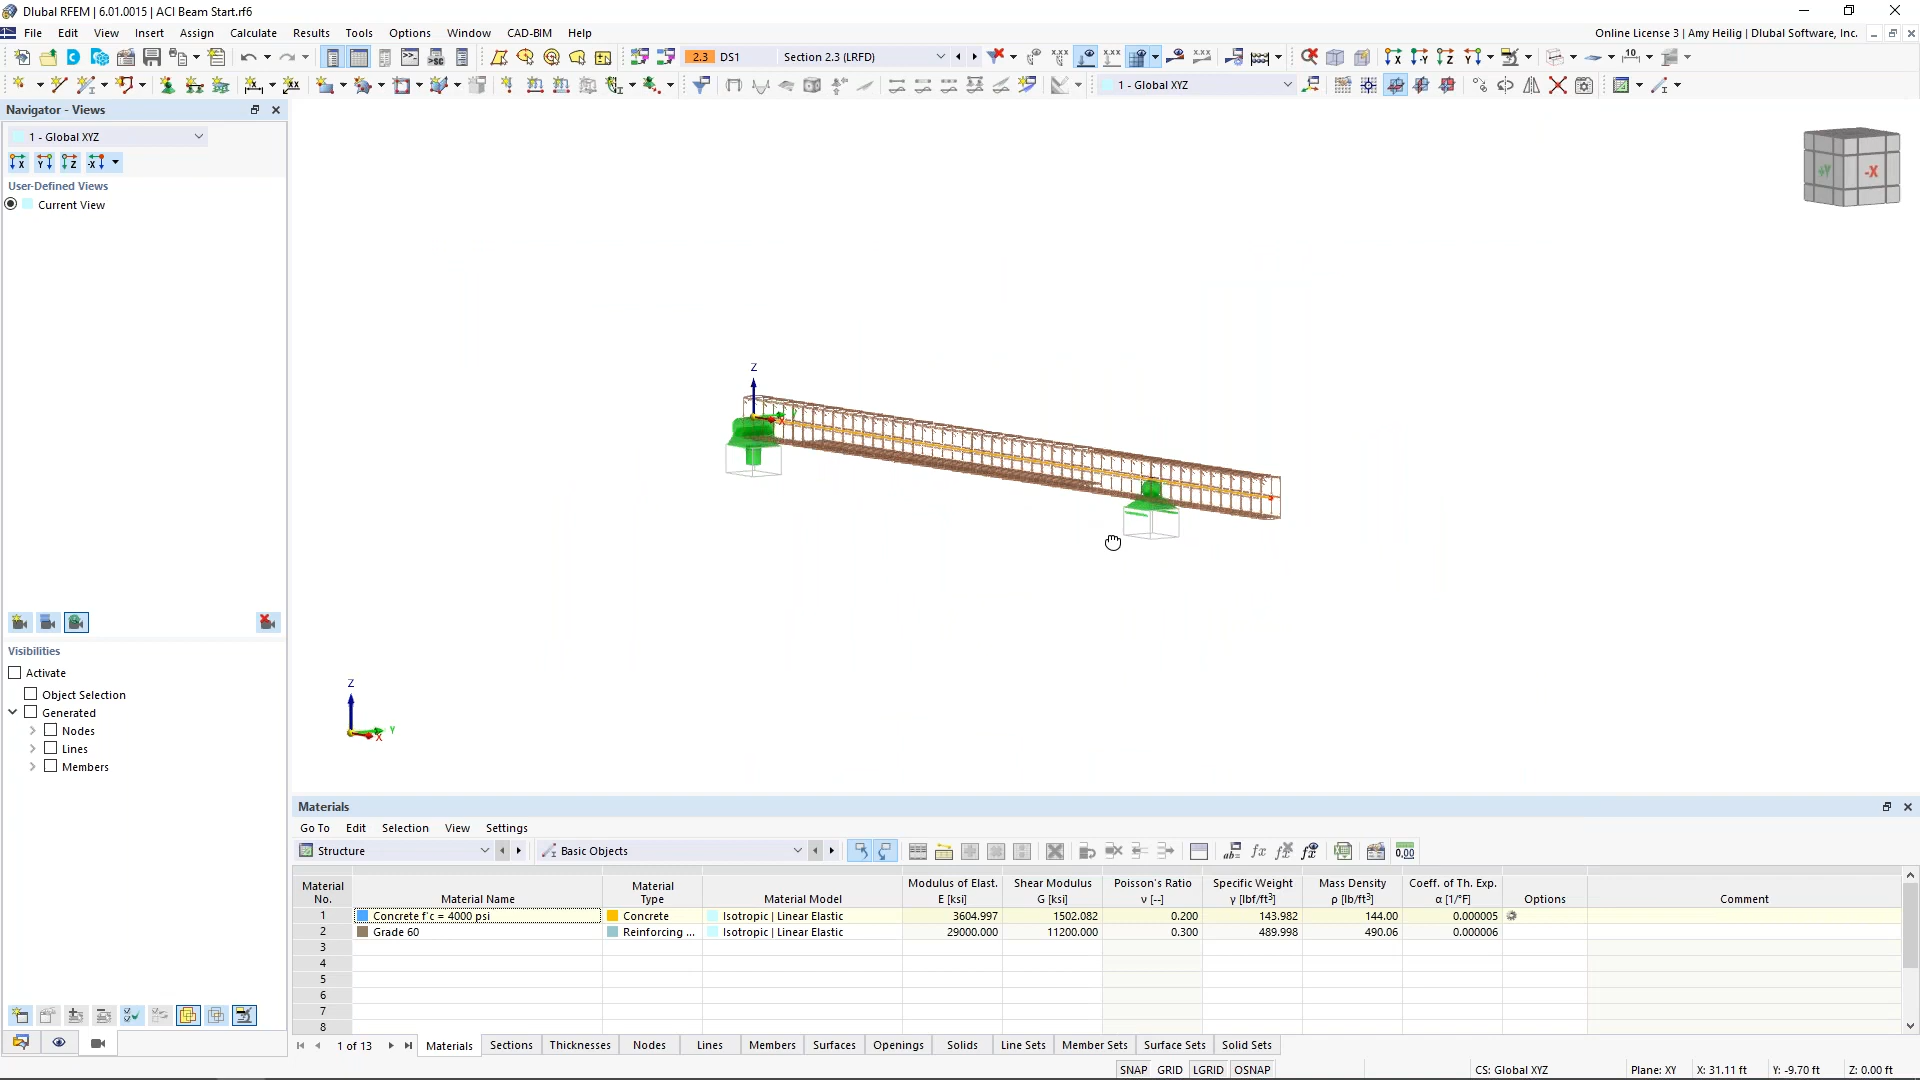 Dlubal RFEM | 6.01.0015 | ACI Beam Start.rf6
File Edit View Insert Assign Calculate Results Tools Options Window CAD-BIM Help
Online License 3 | Amy Heilig | Dlubal Software, Inc.
2.3 DS1 Section 2.3 (LRFD)
1 - Global XYZ
Navigator - Views
1 - Global XYZ
User-Defined Views
Current View
+Y -X
Z
Y
X
Visibilities
Activate
Object Selection
Generated
Nodes
Lines
Members
Z
Y
X
Materials
Go To Edit Selection View Settings
Structure Basic Objects
Material No. Material Name Material Type Material Model Modulus of Elast. E [ksi] Shear Modulus G [ksi] Poisson's Ratio ν [--] Specific Weight γ [lbf/ft³] Mass Density ρ [lb/ft³] Coeff. of Th. Exp. α [1/°F] Options Comment
1 Concrete f'c = 4000 psi Concrete Isotropic | Linear Elastic 3604.997 1502.082 0.200 143.982 144.00 0.000005
2 Grade 60 Reinforcing ... Isotropic | Linear Elastic 29000.000 11200.000 0.300 489.998 490.06 0.000006
3
4
5
6
7
8
1 of 13 Materials Sections Thicknesses Nodes Lines Members Surfaces Openings Solids Line Sets Member Sets Surface Sets Solid Sets
SNAP GRID LGRID OSNAP CS: Global XYZ Plane: XY X: 31.11 ft Y: -9.70 ft Z: 0.00 ft